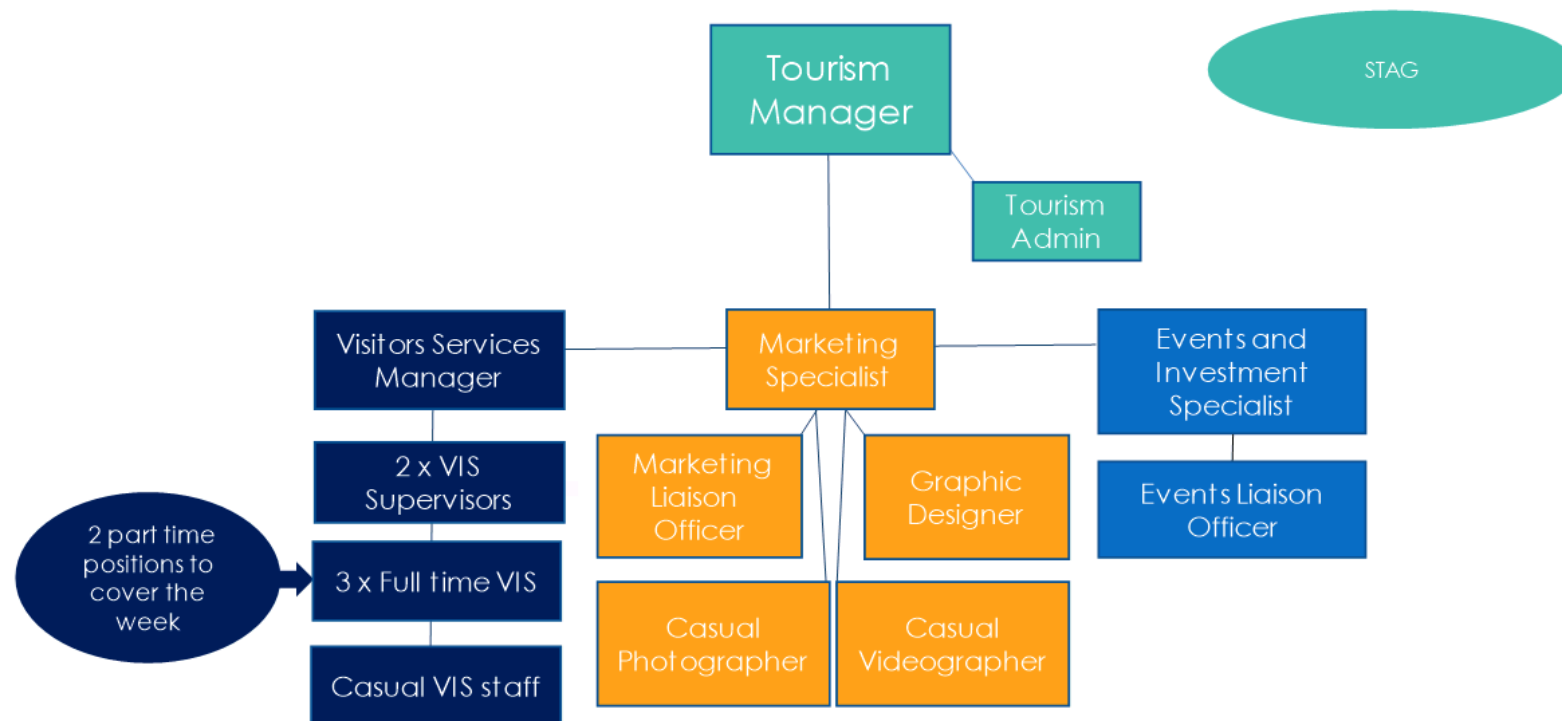 Tourism
Manager
STAG
Tourism
Admin
Visitors Services
Manager
Marketing
Specialist
Events and
Investment
Specialist
2 x VIS
Supervisors
Marketing
Liaison
Officer
Graphic
Designer
Events Liaison
Officer
2 part time
positions to
cover the
week
3 x Full time VIS
Casual
Photographer
Casual
Videographer
Casual VIS staff